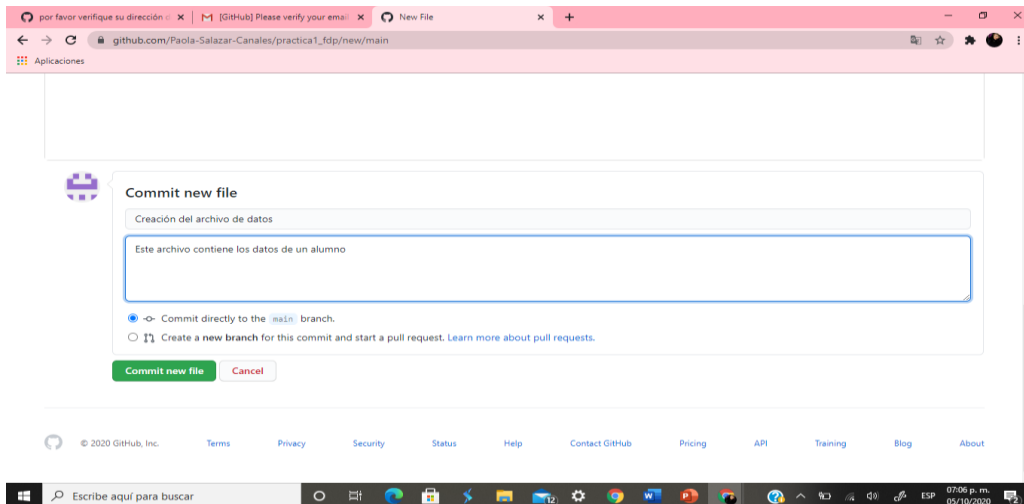 por favor verifique su dirección d
[GitHub] Please verify your email
New File
github.com/Paola-Salazar-Canales/practica1_fdp/new/main
Aplicaciones
Commit new file
Creación del archivo de datos
Este archivo contiene los datos de un alumno
Commit directly to the main branch.
Create a new branch for this commit and start a pull request. Learn more about pull requests.
Commit new file Cancel
© 2020 GitHub, Inc. Terms Privacy Security Status Help Contact GitHub Pricing API Training Blog About
Escribe aquí para buscar
12
ESP
07:06 p. m.
05/10/2020